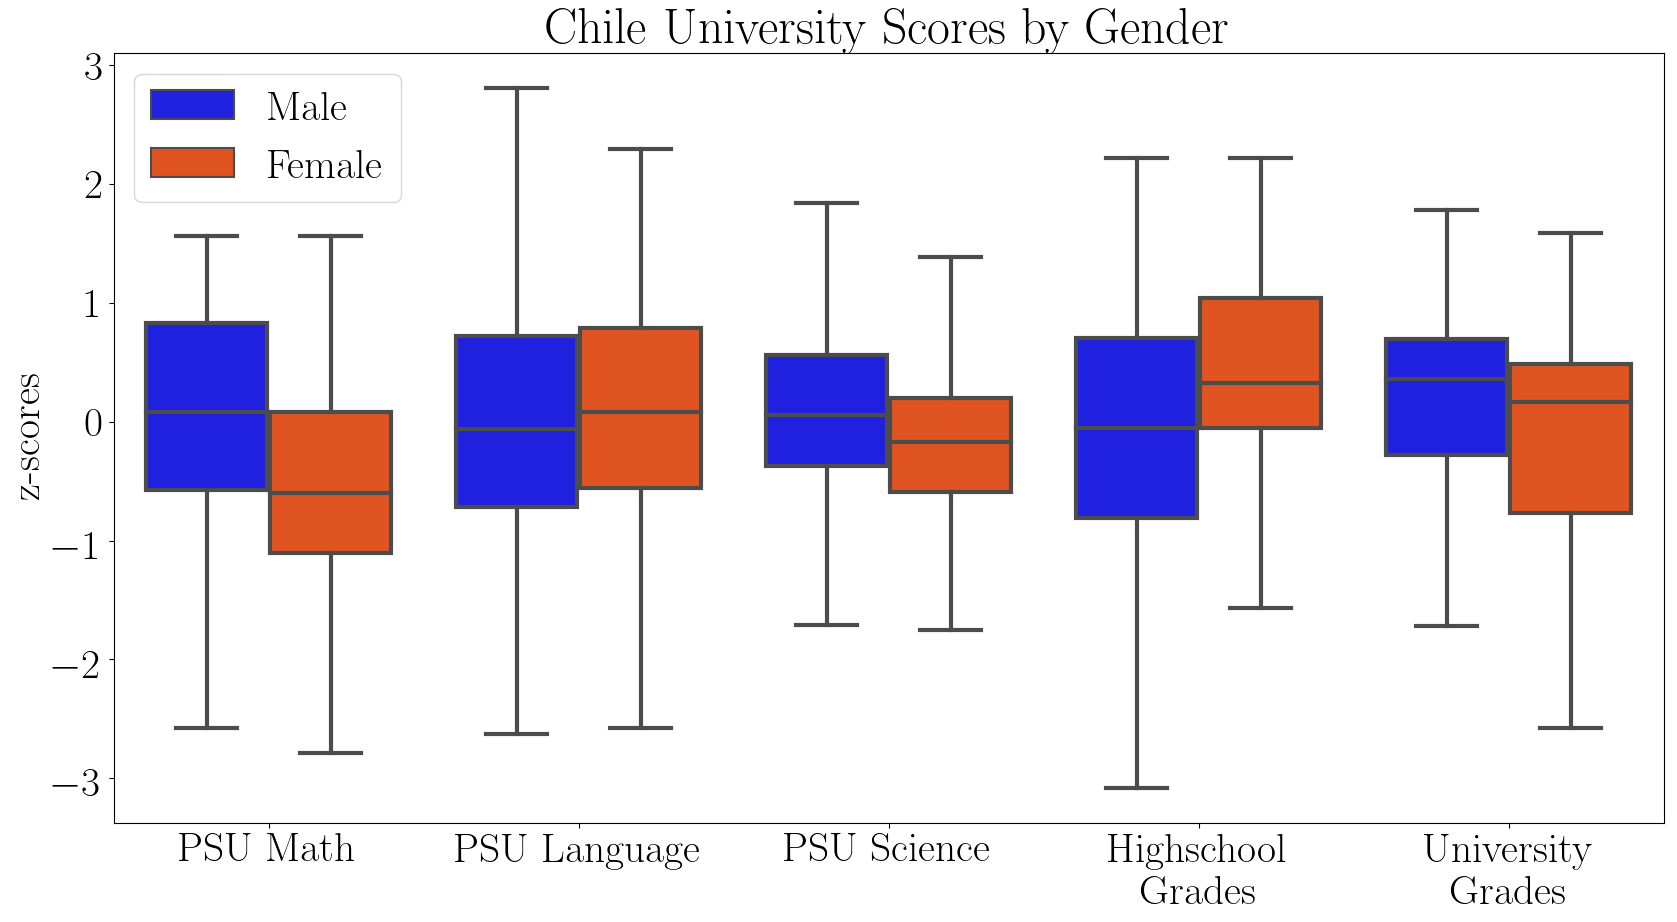 Chile University Scores by Gender
Male
Female
z-scores
3
2
1
0
−1
−2
−3
PSU Math
PSU Language
PSU Science
Highschool
Grades
University
Grades